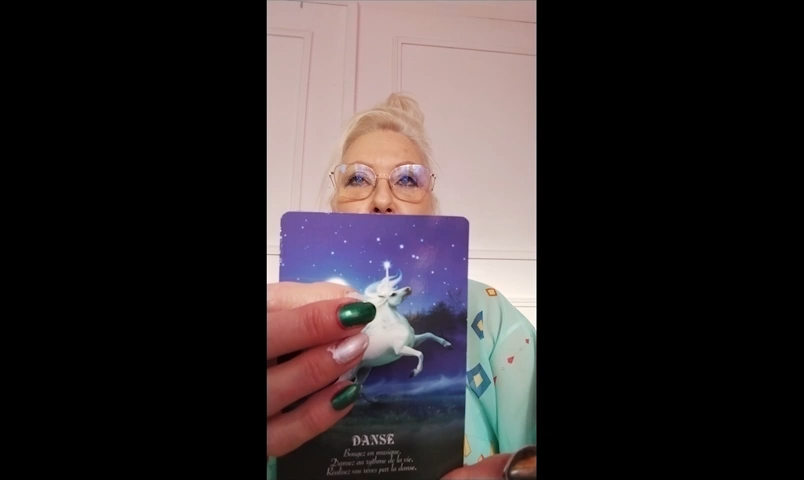 DANSE
Bougez en musique.
Dansez au rythme de la vie.
Réalisez vos rêves par la danse.